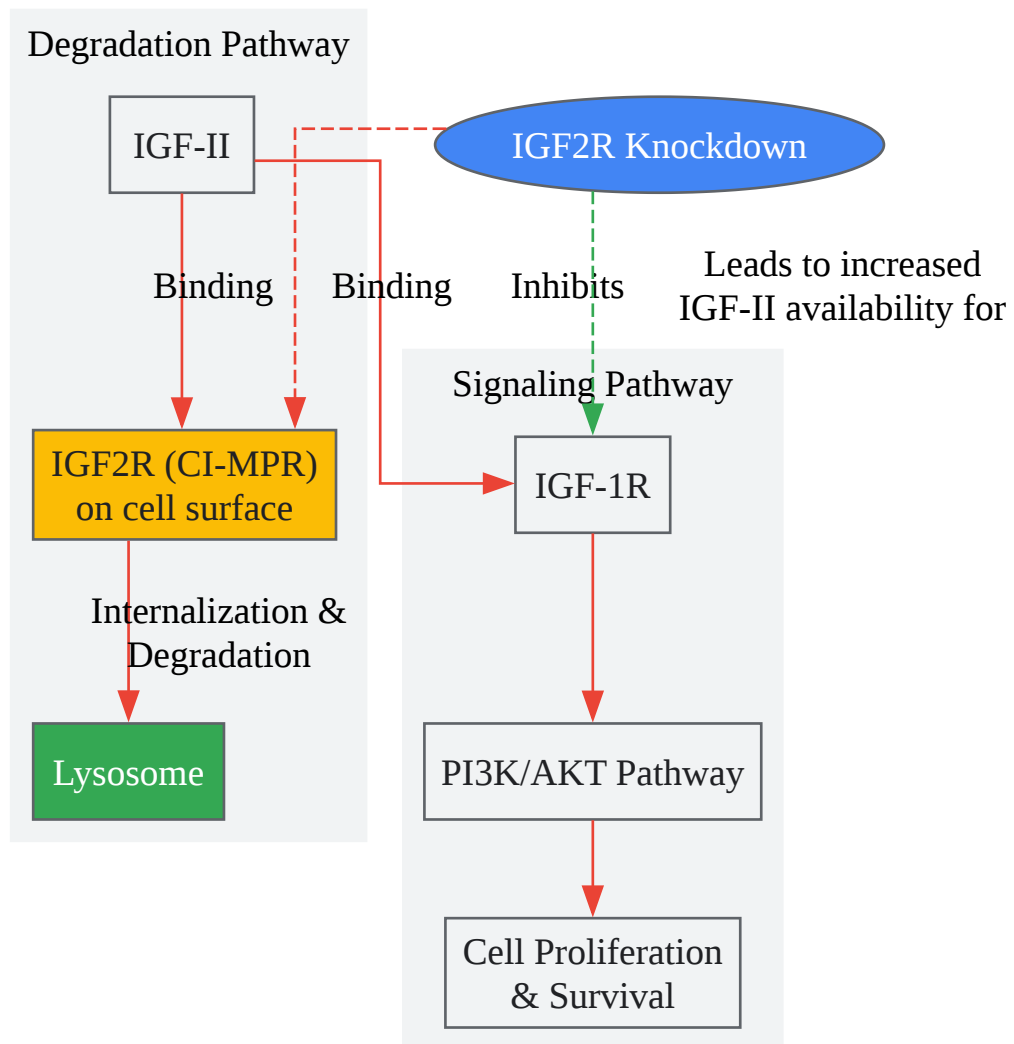 Degradation Pathway
IGF-II
IGF2R Knockdown
Binding
Binding
Inhibits
Leads to increased
IGF-II availability for
Signaling Pathway
IGF2R (CI-MPR)
on cell surface
IGF-1R
Internalization &
Degradation
Lysosome
PI3K/AKT Pathway
Cell Proliferation
& Survival